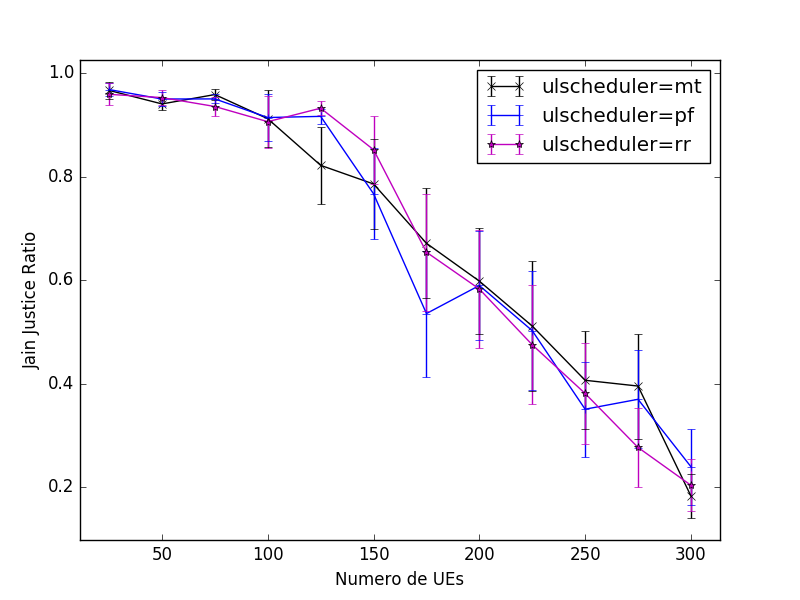 1.0
0.8
0.6
0.4
0.2
Jain Justice Ratio
ulscheduler=mt
ulscheduler=pf
ulscheduler=rr
50 100 150 200 250 300
Numero de UEs